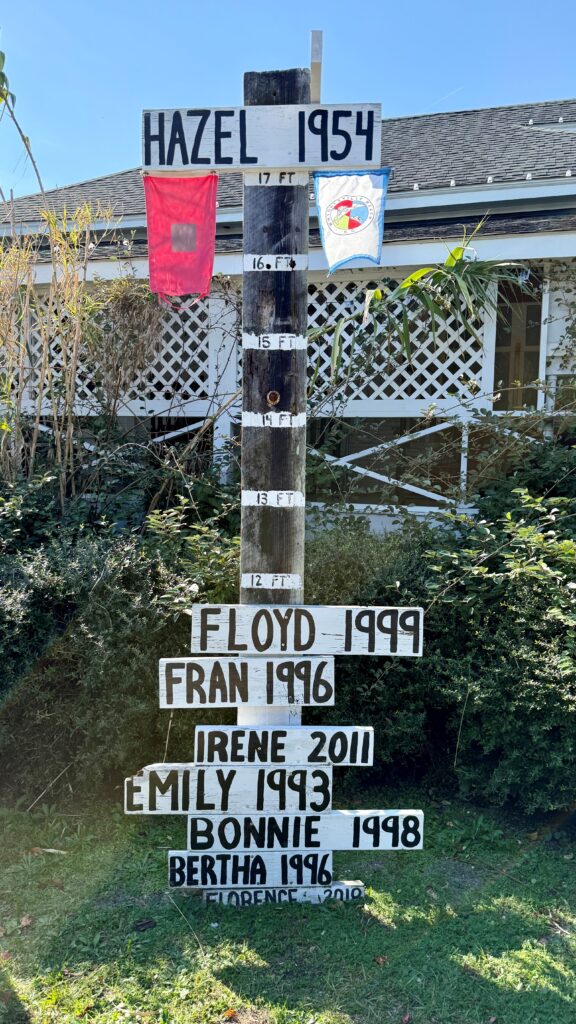 HAZEL 1954
17 FT
16 FT
15 FT
14 FT
13 FT
12 FT
FLOYD 1999
FRAN 1996
IRENE 2011
EMILY 1993
BONNIE 1998
BERTHA 1996
FLORENCE 2018